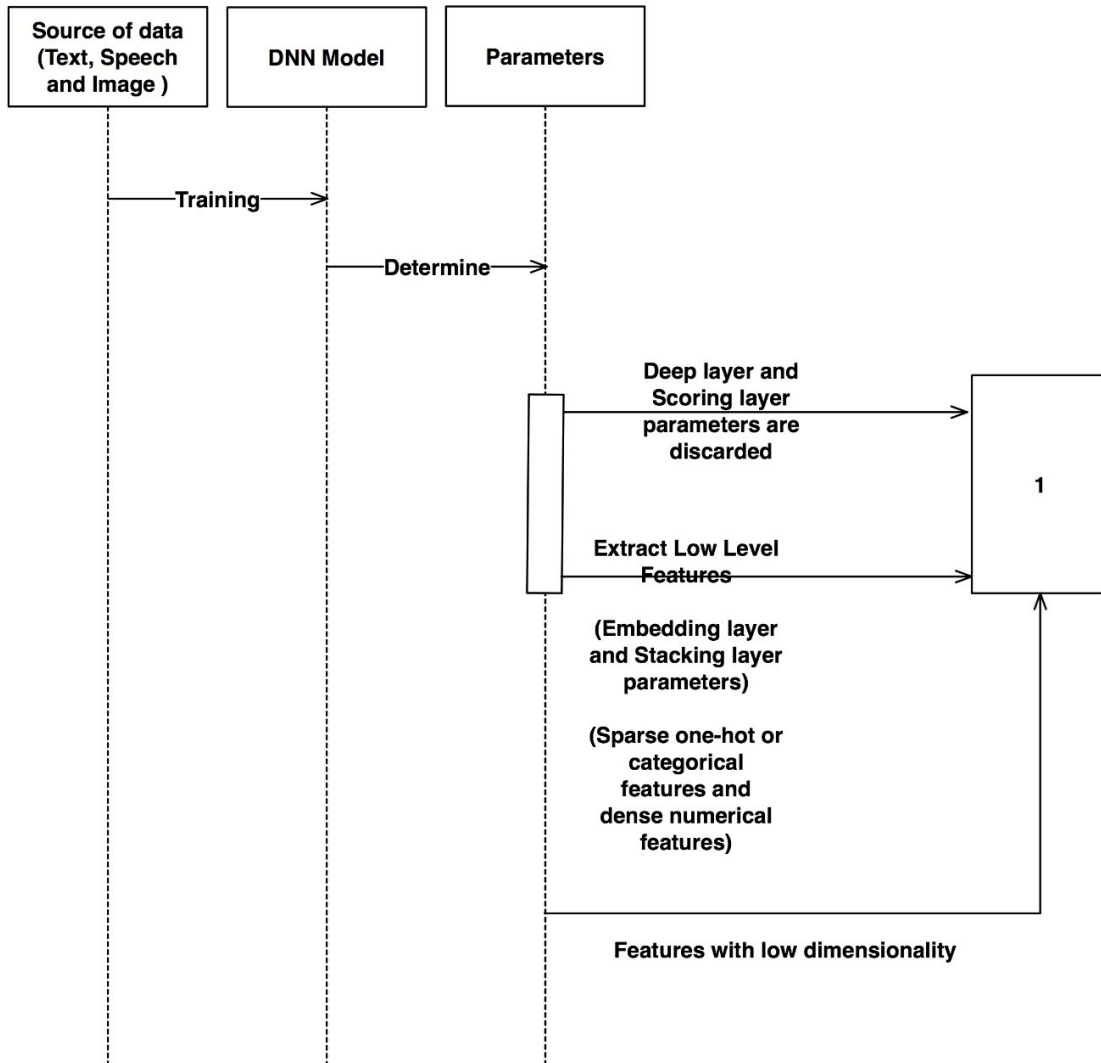 Source of data
(Text, Speech
and Image )
DNN Model
Parameters
Training
Determine
Deep layer and
Scoring layer
parameters are
discarded
1
Extract Low Level
Features
(Embedding layer
and Stacking layer
parameters)
(Sparse one-hot or
categorical
features and
dense numerical
features)
Features with low dimensionality